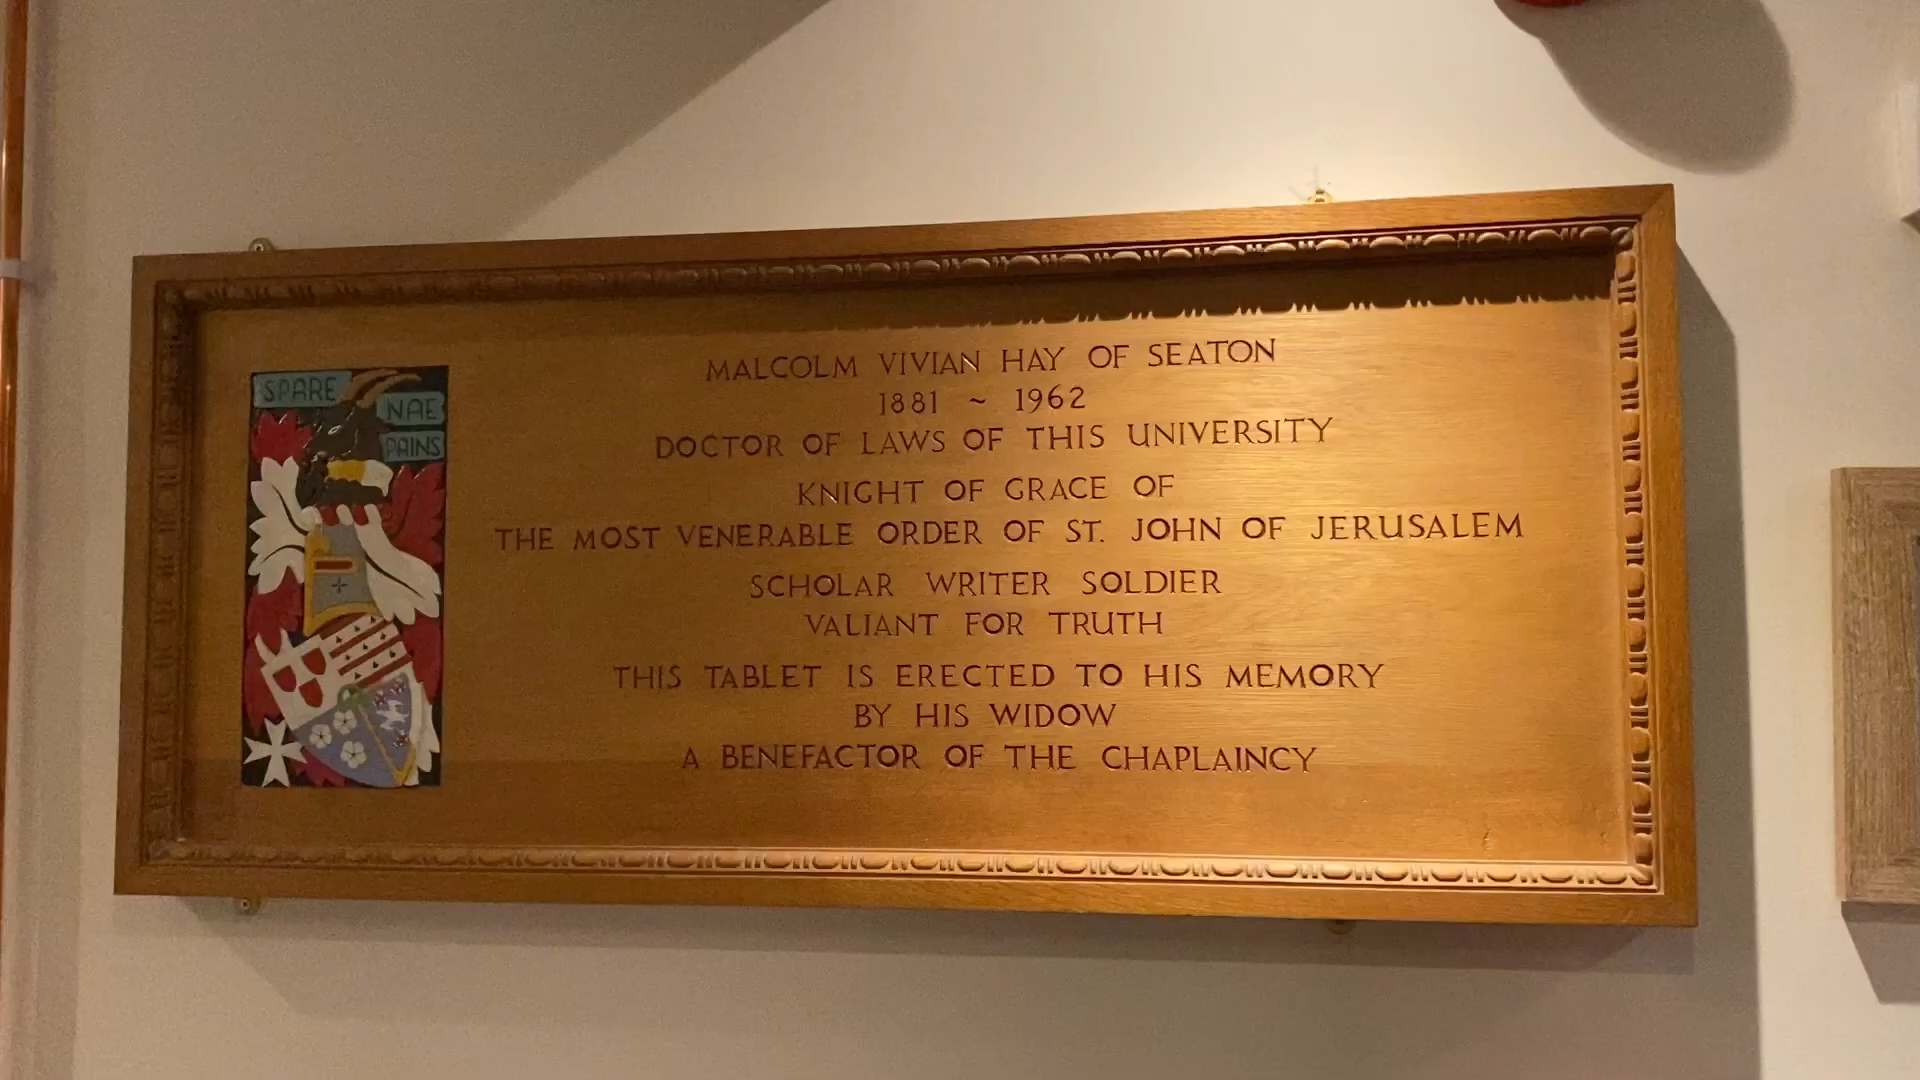 SPARE
NAE
PAINS
MALCOLM VIVIAN HAY OF SEATON
1881 ~ 1962
DOCTOR OF LAWS OF THIS UNIVERSITY
KNIGHT OF GRACE OF
THE MOST VENERABLE ORDER OF ST. JOHN OF JERUSALEM
SCHOLAR WRITER SOLDIER
VALIANT FOR TRUTH
THIS TABLET IS ERECTED TO HIS MEMORY
BY HIS WIDOW
A BENEFACTOR OF THE CHAPLAINCY